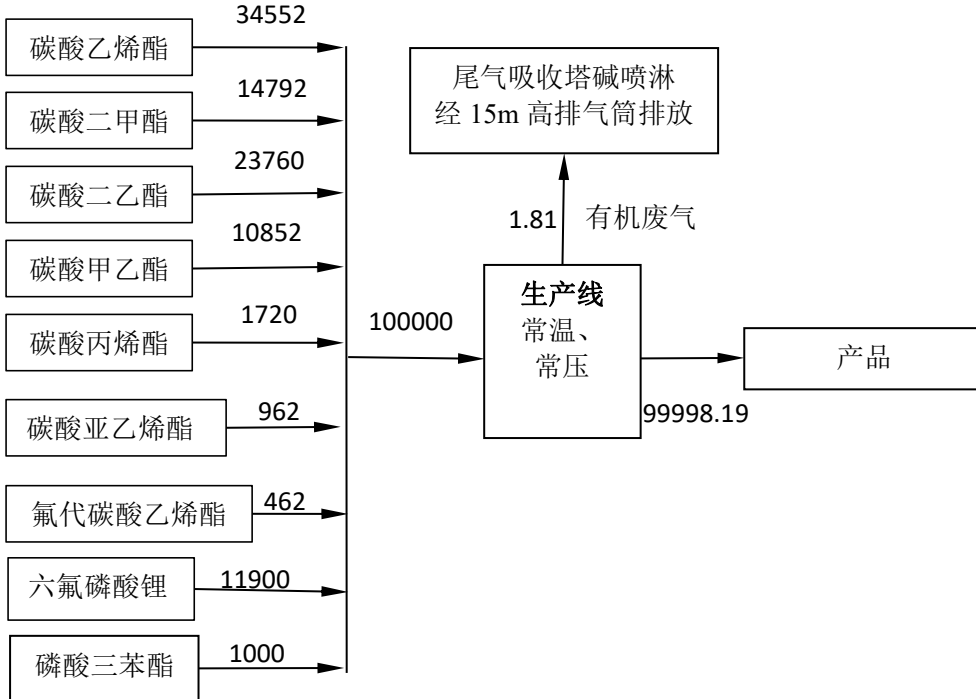 34552
碳酸乙烯酯
14792
碳酸二甲酯
23760
碳酸二乙酯
10852
碳酸甲乙酯
1720
碳酸丙烯酯
962
碳酸亚乙烯酯
462
氟代碳酸乙烯酯
11900
六氟磷酸锂
1000
磷酸三苯酯
100000
尾气吸收塔碱喷淋
经 15m 高排气筒排放
1.81 有机废气
生产线
常温、
常压
99998.19
产品